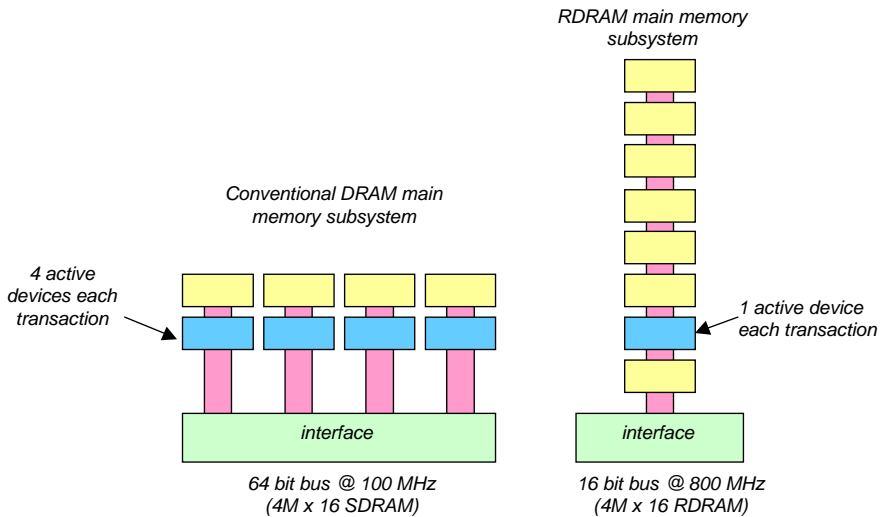 RDRAM main memory
subsystem
Conventional DRAM main
memory subsystem
4 active
devices each
transaction
1 active device
each transaction
interface
interface
64 bit bus @ 100 MHz
(4M x 16 SDRAM)
16 bit bus @ 800 MHz
(4M x 16 RDRAM)